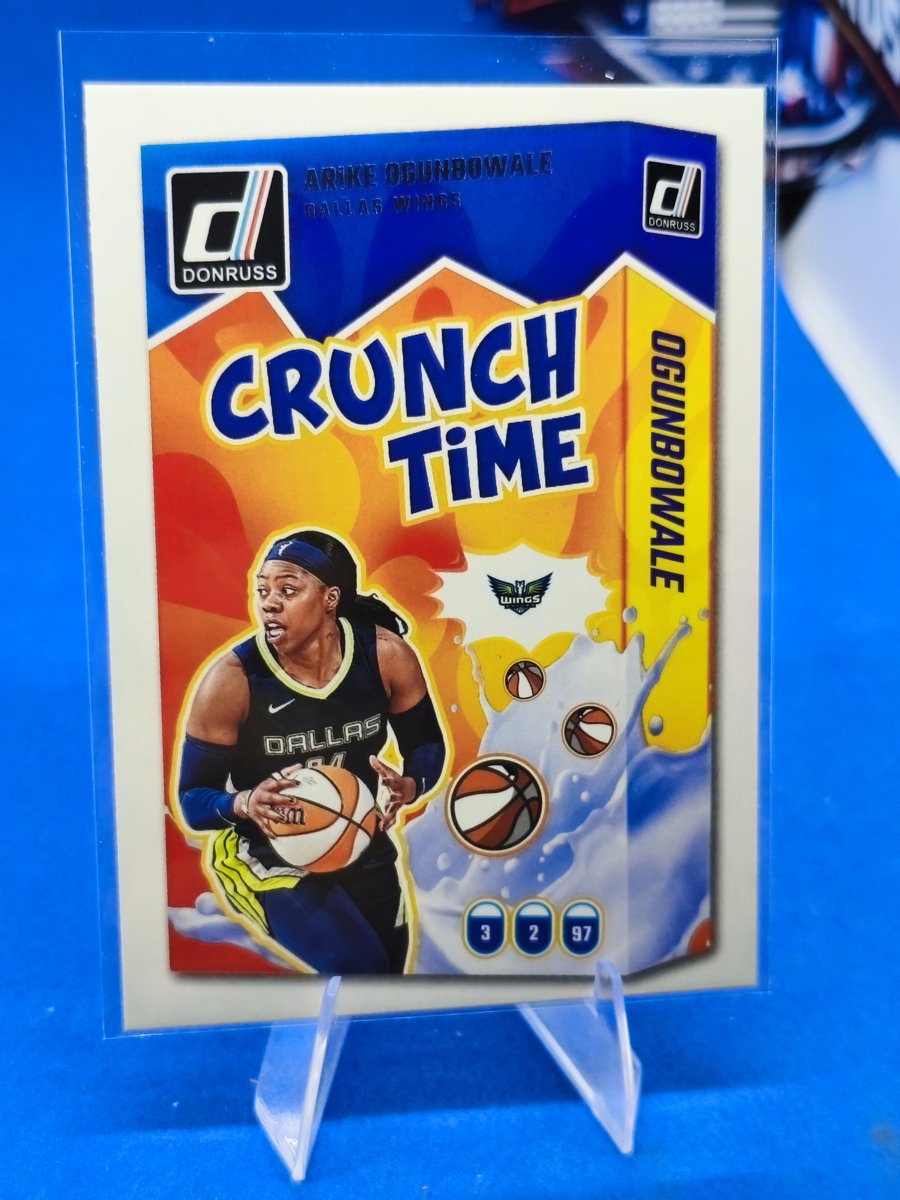 ARIKE OGUNBOWALE
DALLAS WINGS
DONRUSS
DONRUSS
CRUNCH
TiME
OGUNBOWALE
WINGS
DALLAS
3 2 97